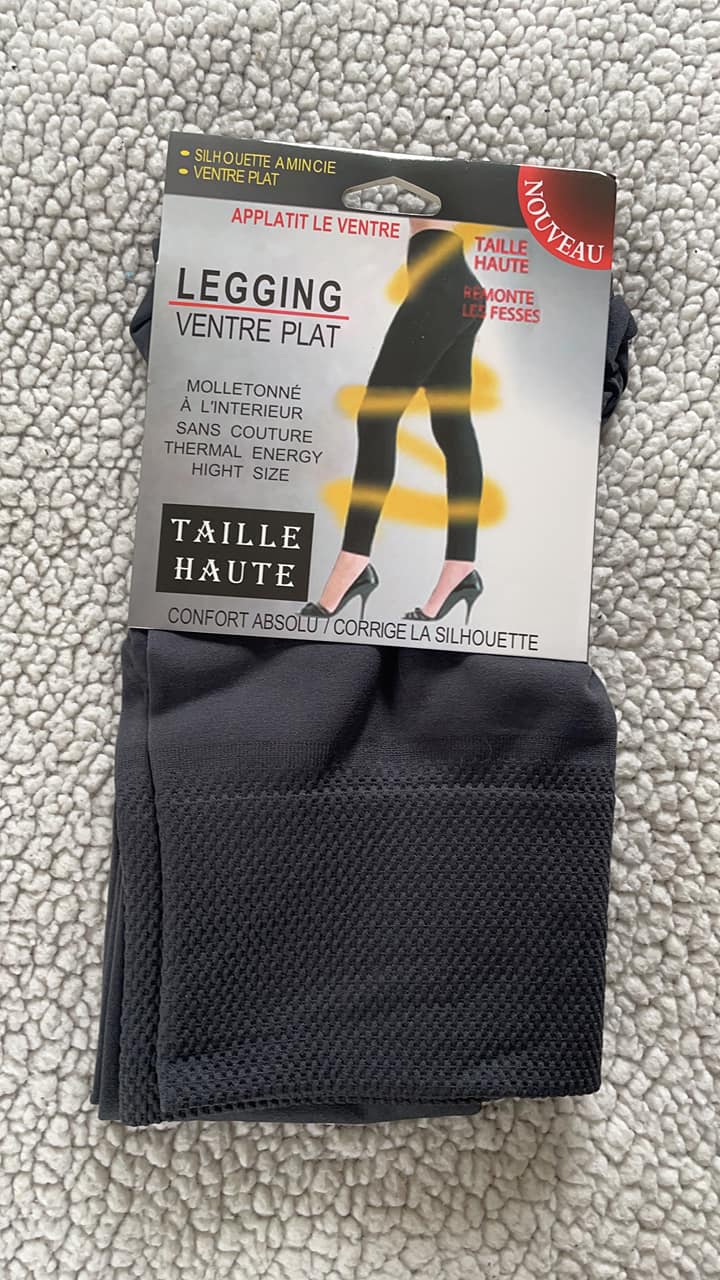 • SILHOUETTE AMINCIE
• VENTRE PLAT
NOUVEAU
APPLATIT LE VENTRE
TAILLE
HAUTE
REMONTE
LES FESSES
LEGGING
VENTRE PLAT
MOLLETONNÉ
À L'INTERIEUR
SANS COUTURE
THERMAL ENERGY
HIGHT SIZE
TAILLE
HAUTE
CONFORT ABSOLU / CORRIGE LA SILHOUETTE